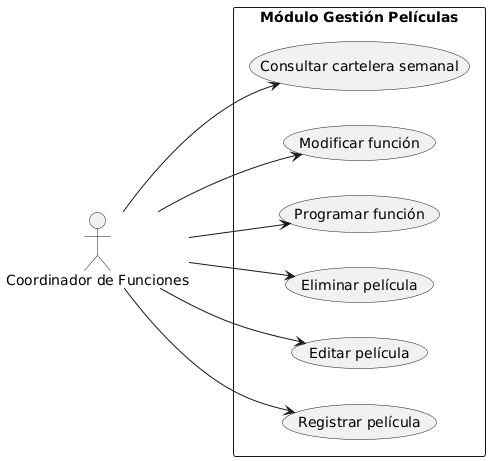 Módulo Gestión Películas
Consultar cartelera semanal
Modificar función
Programar función
Coordinador de Funciones
Eliminar película
Editar película
Registrar película